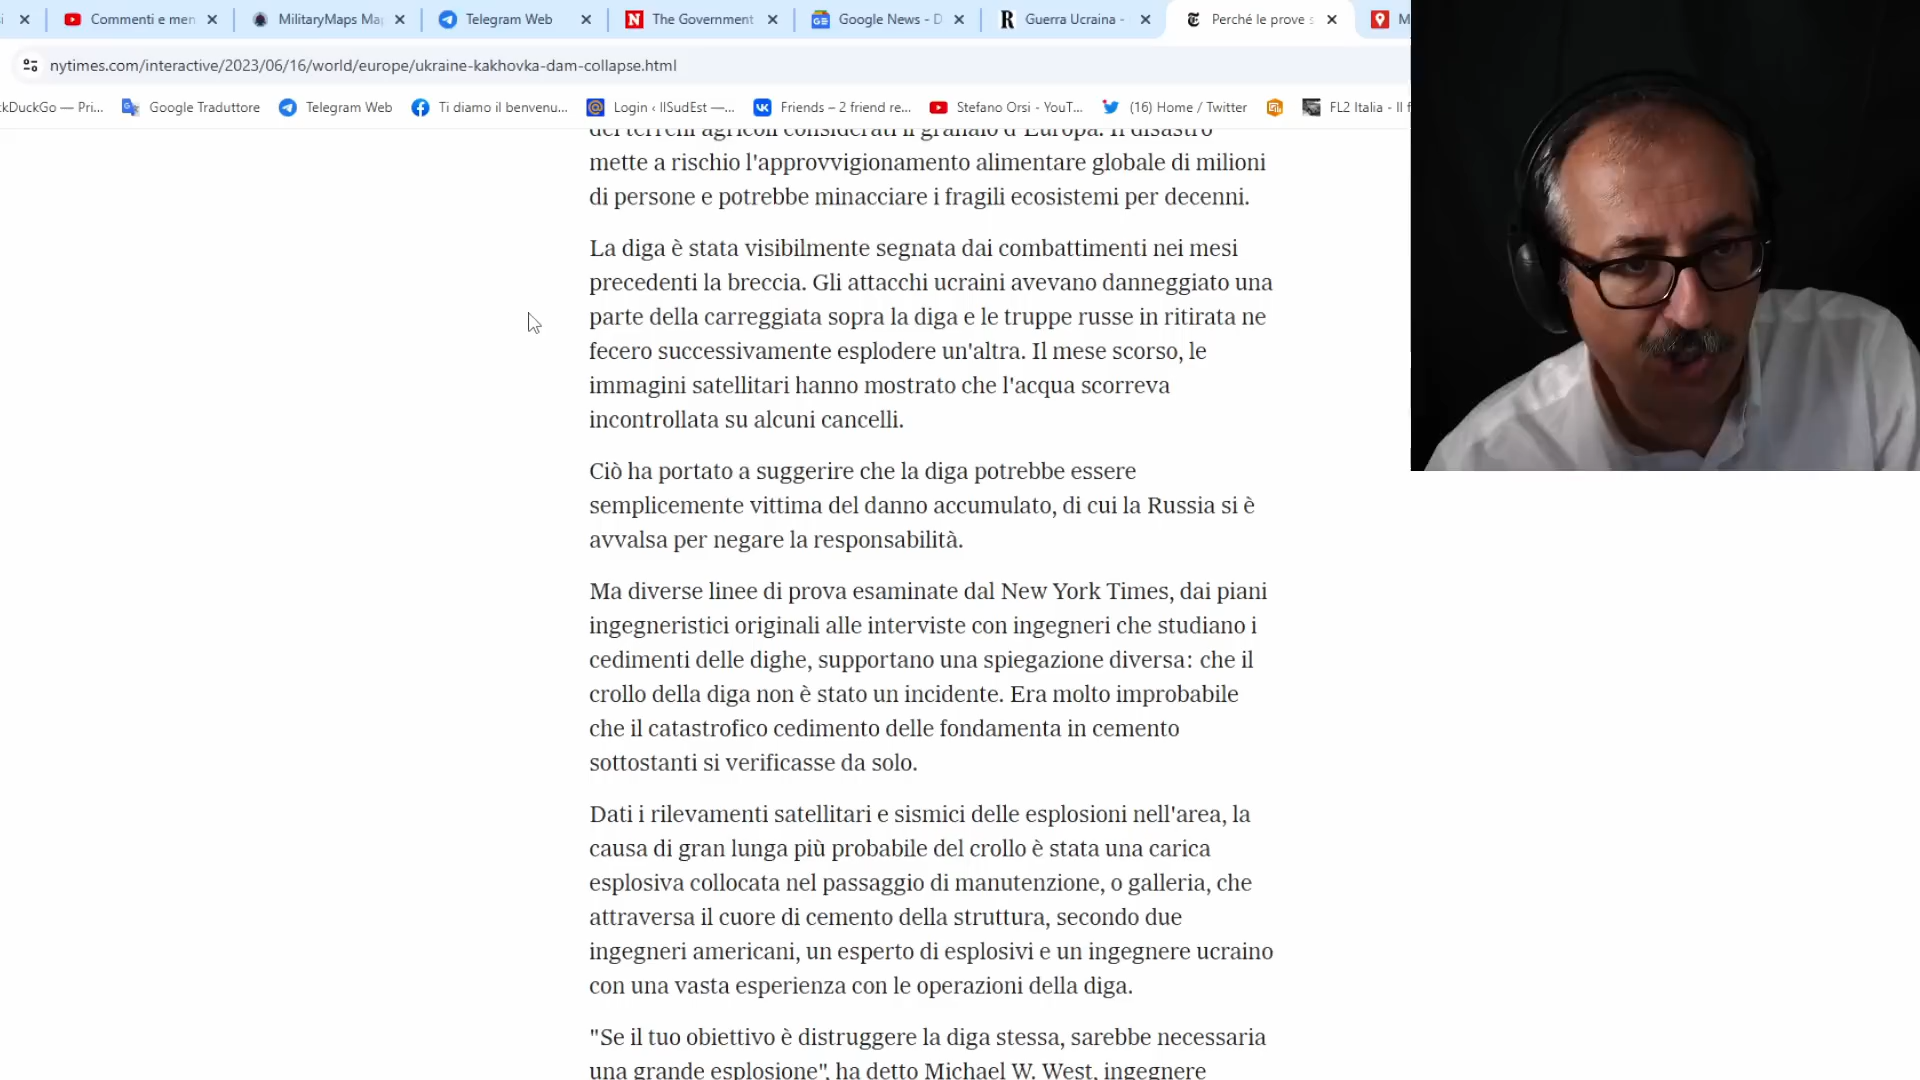 Commenti e men
MilitaryMaps Ma
Telegram Web
The Government
Google News - D
Guerra Ucraina -
Perché le prove s
M
nytimes.com/interactive/2023/06/16/world/europe/ukraine-kakhovka-dam-collapse.html
ckDuckGo — Pri...
Google Traduttore
Telegram Web
Ti diamo il benvenu...
Login ‹ IlSudEst —...
Friends – 2 friend re...
Stefano Orsi - YouT...
(16) Home / Twitter
FL2 Italia - Il f
dei terreni agricoli considerati il granaio d'Europa. Il disastro
mette a rischio l'approvvigionamento alimentare globale di milioni
di persone e potrebbe minacciare i fragili ecosistemi per decenni.
La diga è stata visibilmente segnata dai combattimenti nei mesi
precedenti la breccia. Gli attacchi ucraini avevano danneggiato una
parte della carreggiata sopra la diga e le truppe russe in ritirata ne
fecero successivamente esplodere un'altra. Il mese scorso, le
immagini satellitari hanno mostrato che l'acqua scorreva
incontrollata su alcuni cancelli.
Ciò ha portato a suggerire che la diga potrebbe essere
semplicemente vittima del danno accumulato, di cui la Russia si è
avvalsa per negare la responsabilità.
Ma diverse linee di prova esaminate dal New York Times, dai piani
ingegneristici originali alle interviste con ingegneri che studiano i
cedimenti delle dighe, supportano una spiegazione diversa: che il
crollo della diga non è stato un incidente. Era molto improbabile
che il catastrofico cedimento delle fondamenta in cemento
sottostanti si verificasse da solo.
Dati i rilevamenti satellitari e sismici delle esplosioni nell'area, la
causa di gran lunga più probabile del crollo è stata una carica
esplosiva collocata nel passaggio di manutenzione, o galleria, che
attraversa il cuore di cemento della struttura, secondo due
ingegneri americani, un esperto di esplosivi e un ingegnere ucraino
con una vasta esperienza con le operazioni della diga.
"Se il tuo obiettivo è distruggere la diga stessa, sarebbe necessaria
una grande esplosione", ha detto Michael W. West, ingegnere